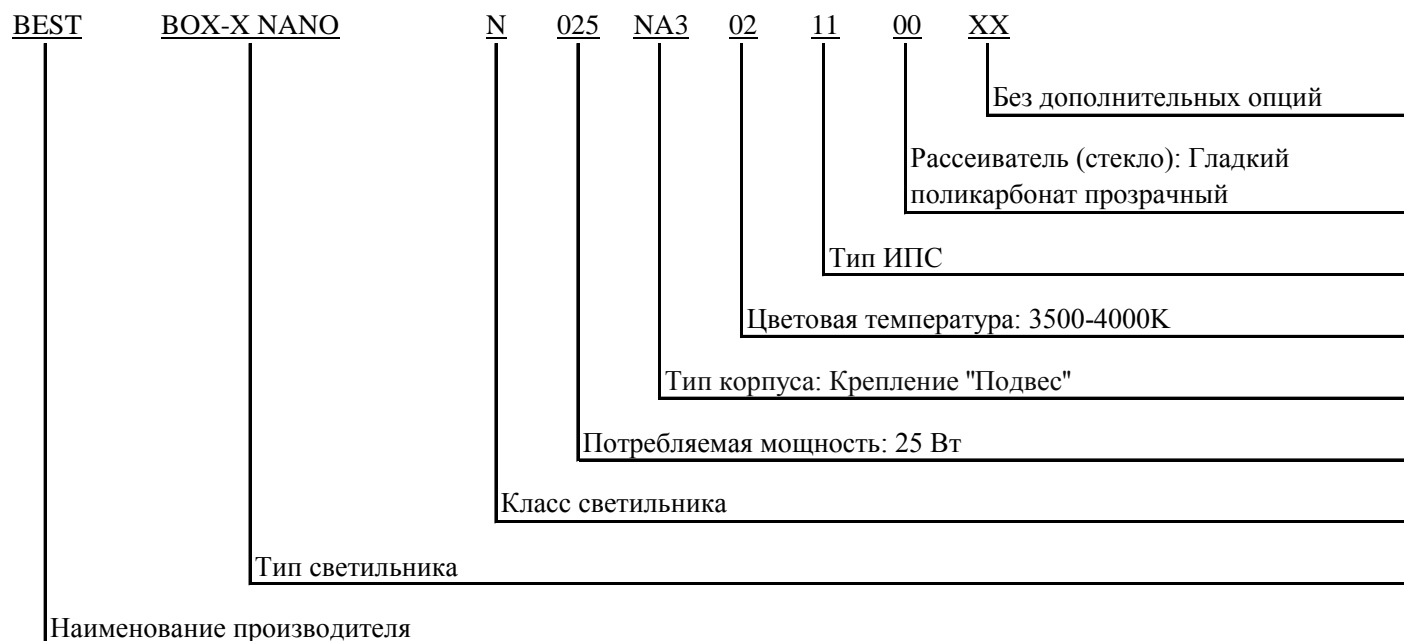 BEST BOX-X NANO N 025 NA3 02 11 00 XX
Без дополнительных опций
Рассеиватель (стекло): Гладкий
поликарбонат прозрачный
Тип ИПС
Цветовая температура: 3500-4000К
Тип корпуса: Крепление "Подвес"
Потребляемая мощность: 25 Вт
Класс светильника
Тип светильника
Наименование производителя